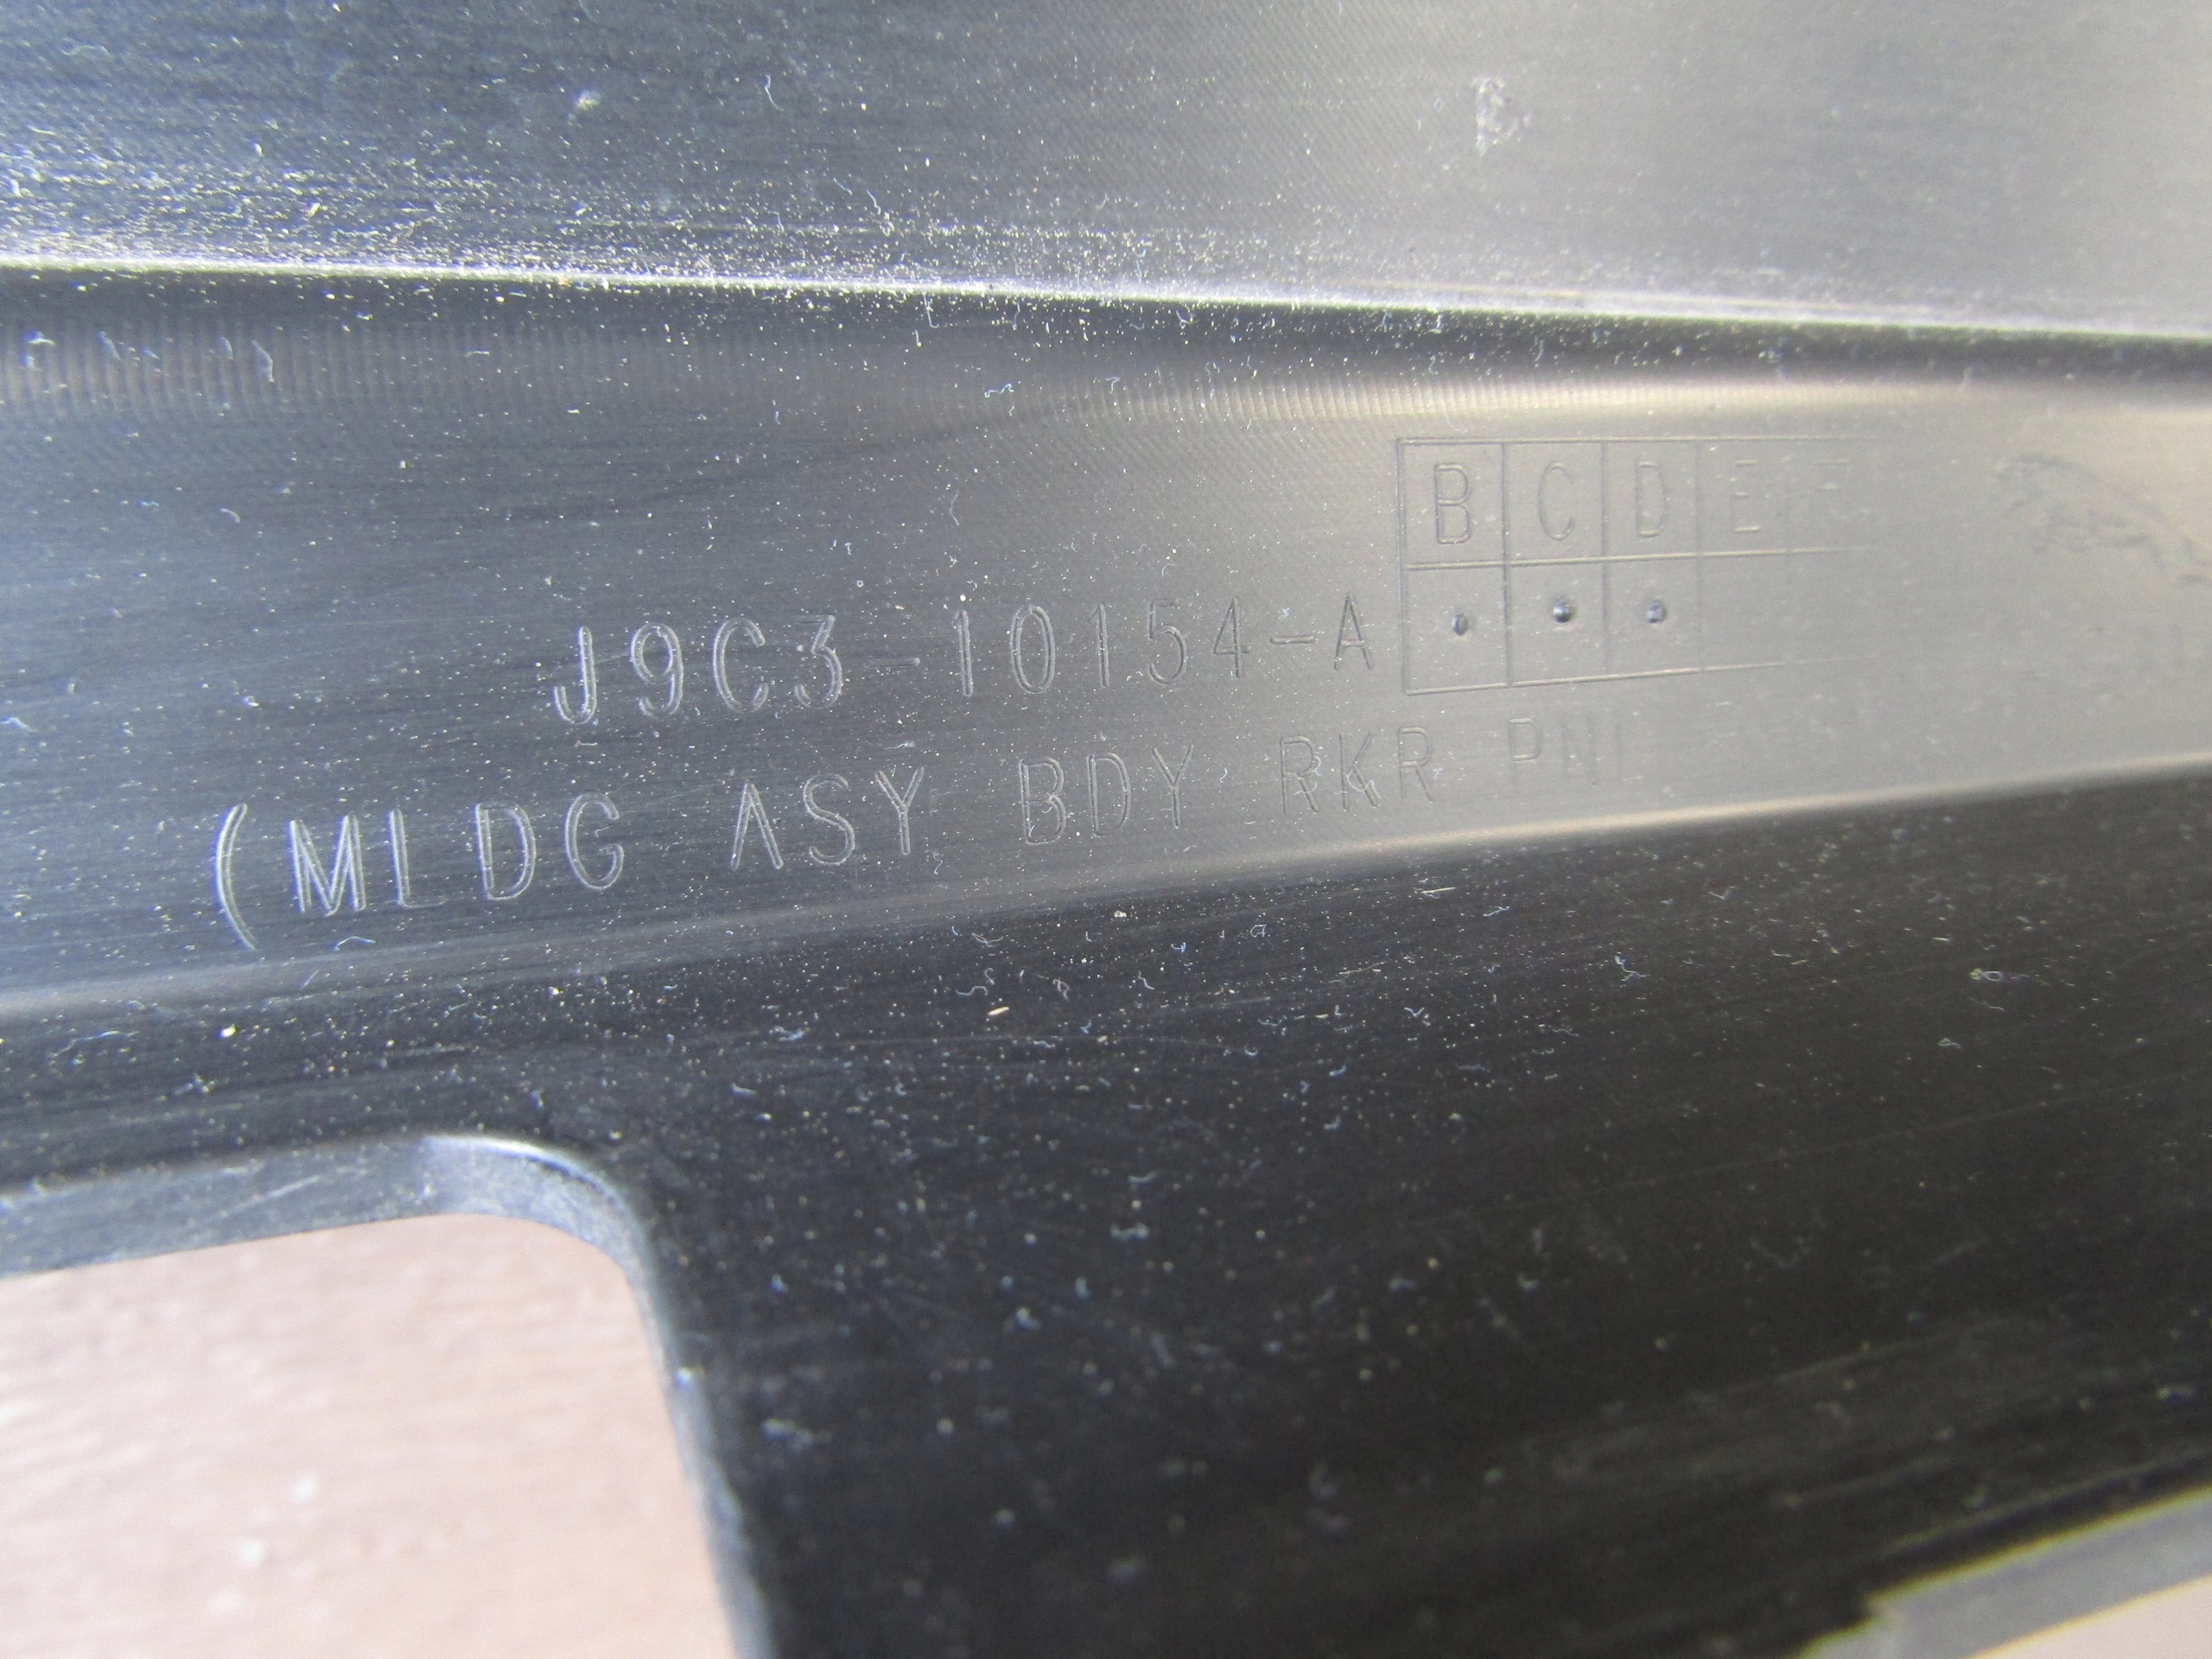 B C D E F
J9C3-10154-A
(MLDG ASY BDY RKR PNL